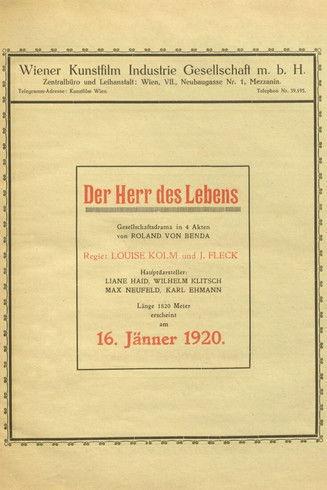 Wiener Kunstfilm Industrie Gesellschaft m. b. H.
Zentralbüro und Leihanstalt: Wien, VII., Neubaugasse Nr. 1, Mezzanin.
Telegramm-Adresse: Kunstfilm Wien. Telephon Nr. 39.695.
Der Herr des Lebens
Gesellschaftsdrama in 4 Akten
von ROLAND VON BENDA
Regie: LOUISE KOLM und J. FLECK
Hauptdarsteller:
LIANE HAID, WILHELM KLITSCH
MAX NEUFELD, KARL EHMANN
Länge 1820 Meter
erscheint
am
16. Jänner 1920.